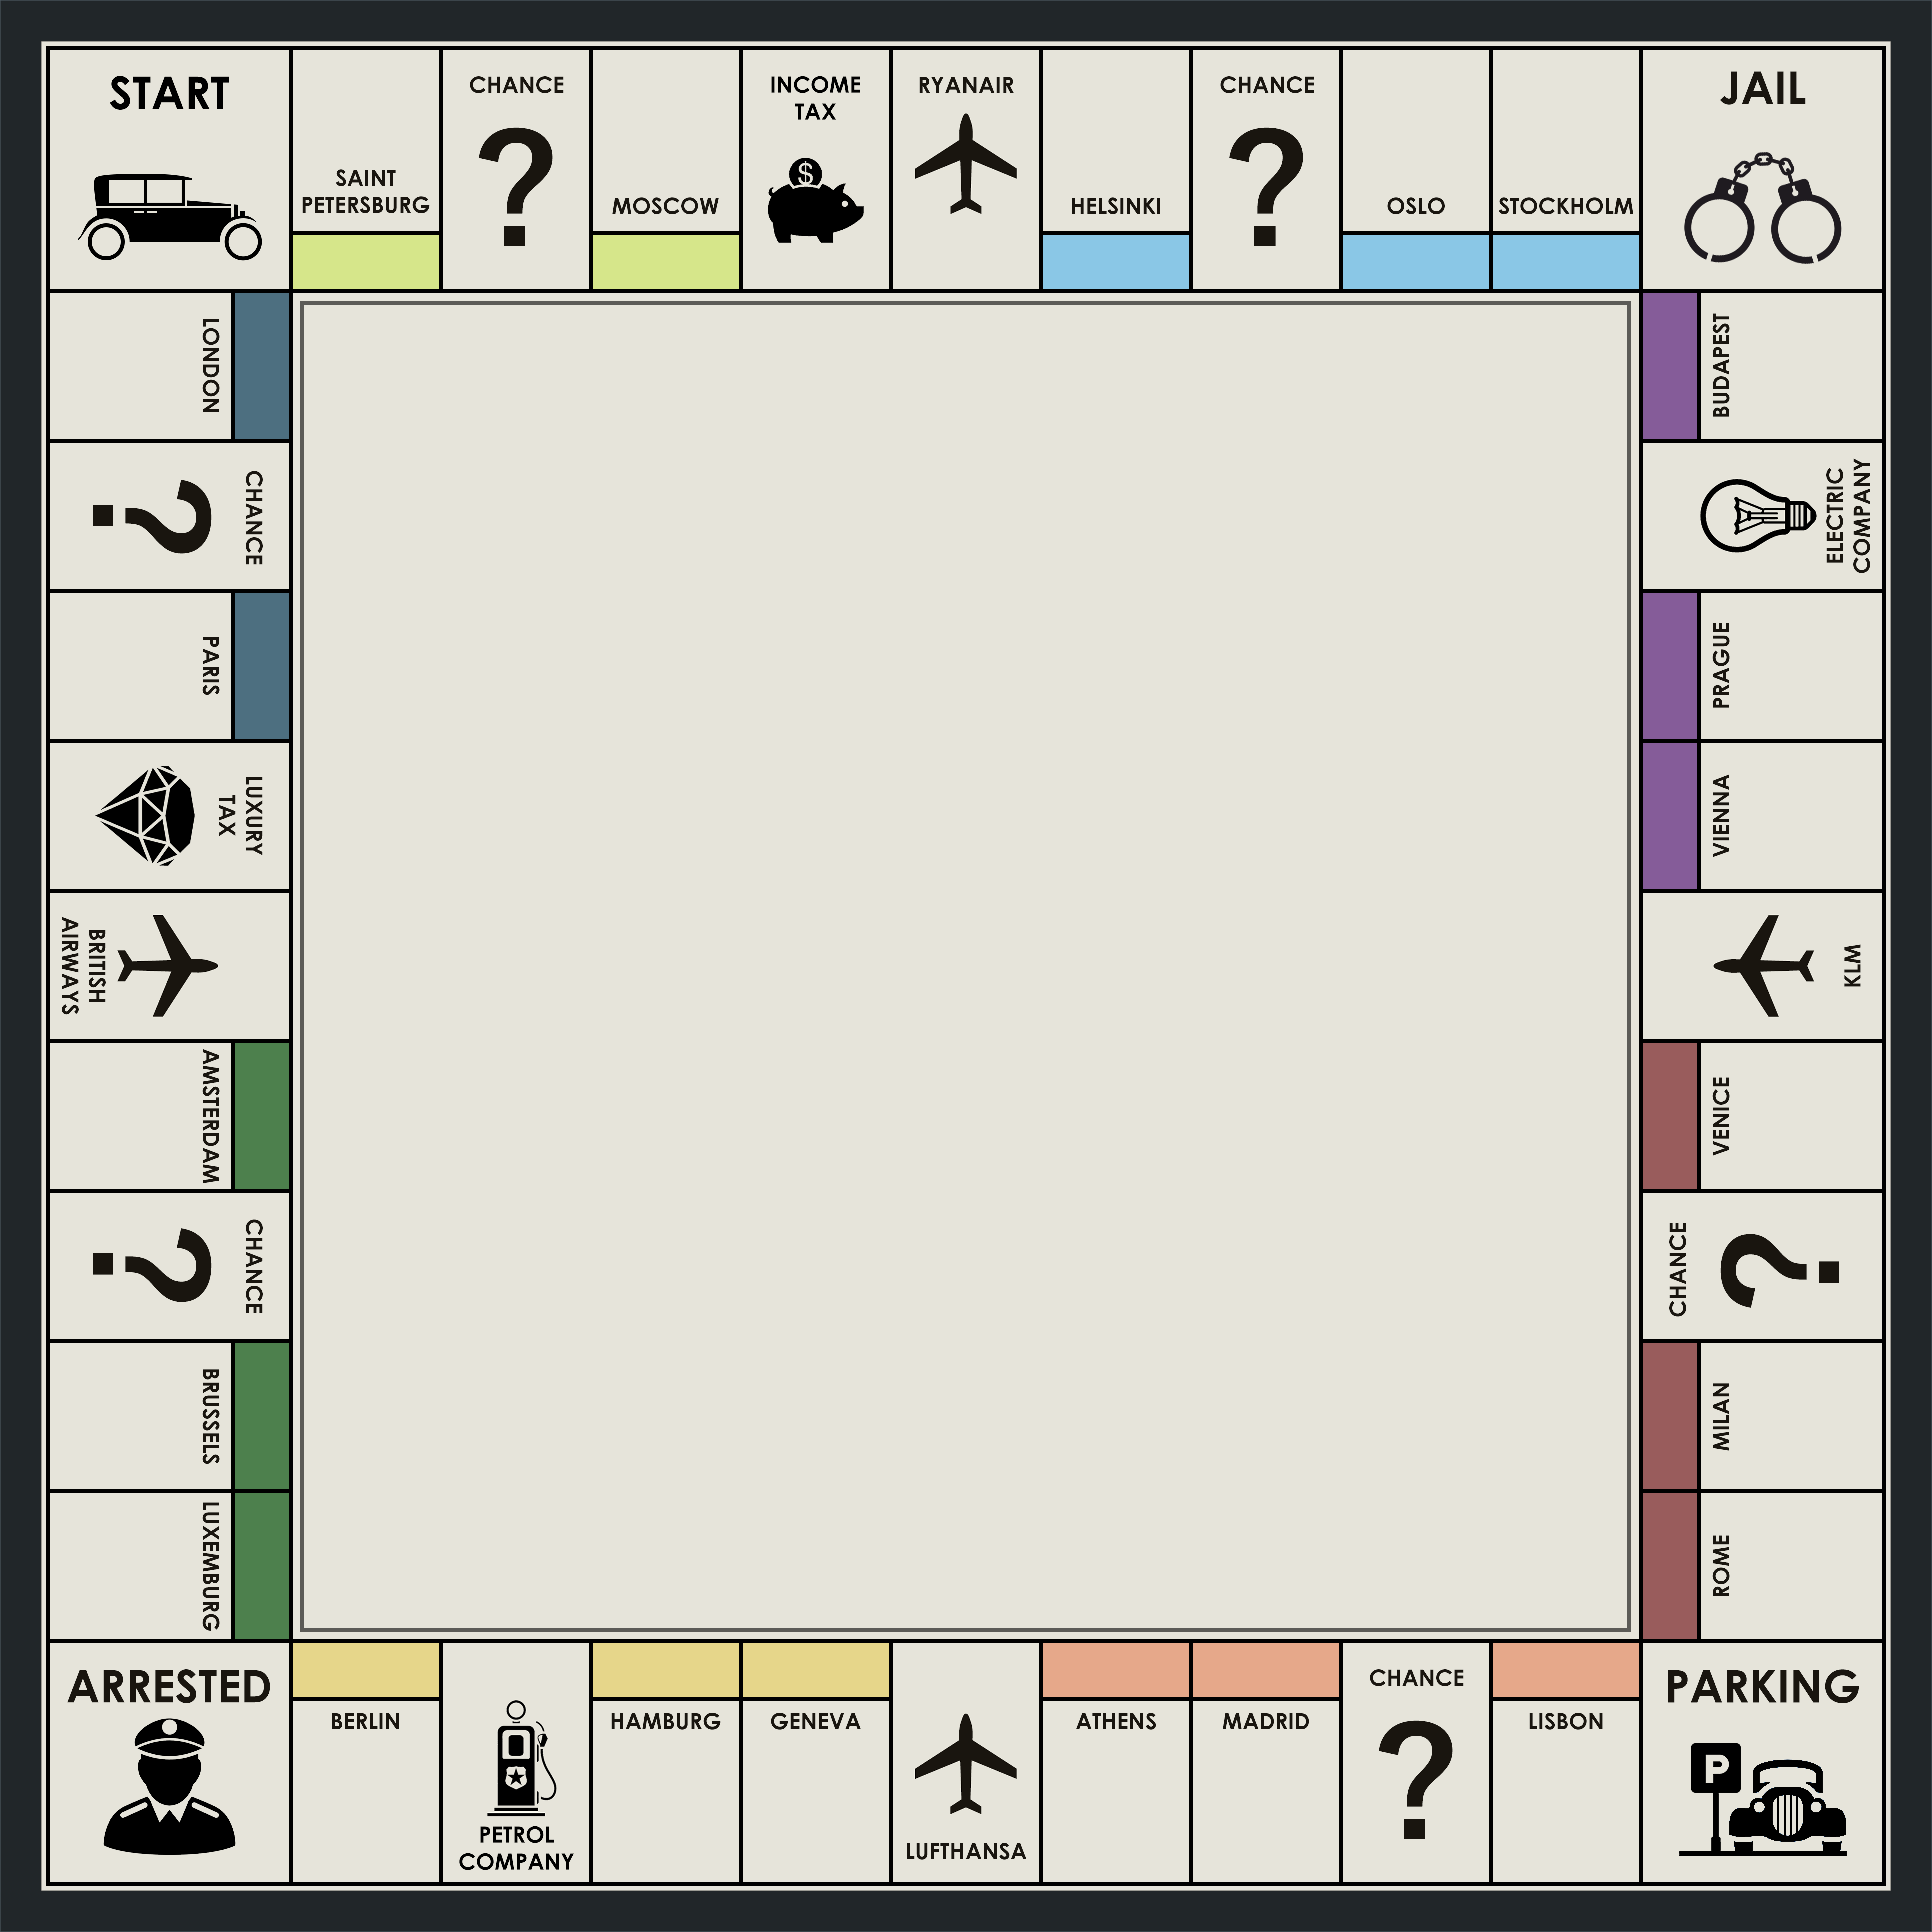 START
SAINT
PETERSBURG
CHANCE
?
MOSCOW
INCOME
TAX
$
RYANAIR
HELSINKI
CHANCE
?
OSLO
STOCKHOLM
JAIL
BUDAPEST
ELECTRIC
COMPANY
PRAGUE
VIENNA
KLM
VENICE
CHANCE
?
MILAN
ROME
PARKING
P
LISBON
CHANCE
?
MADRID
ATHENS
LUFTHANSA
GENEVA
HAMBURG
PETROL
COMPANY
BERLIN
ARRESTED
LUXEMBURG
BRUSSELS
CHANCE
?
AMSTERDAM
BRITISH
AIRWAYS
LUXURY
TAX
PARIS
CHANCE
?
LONDON